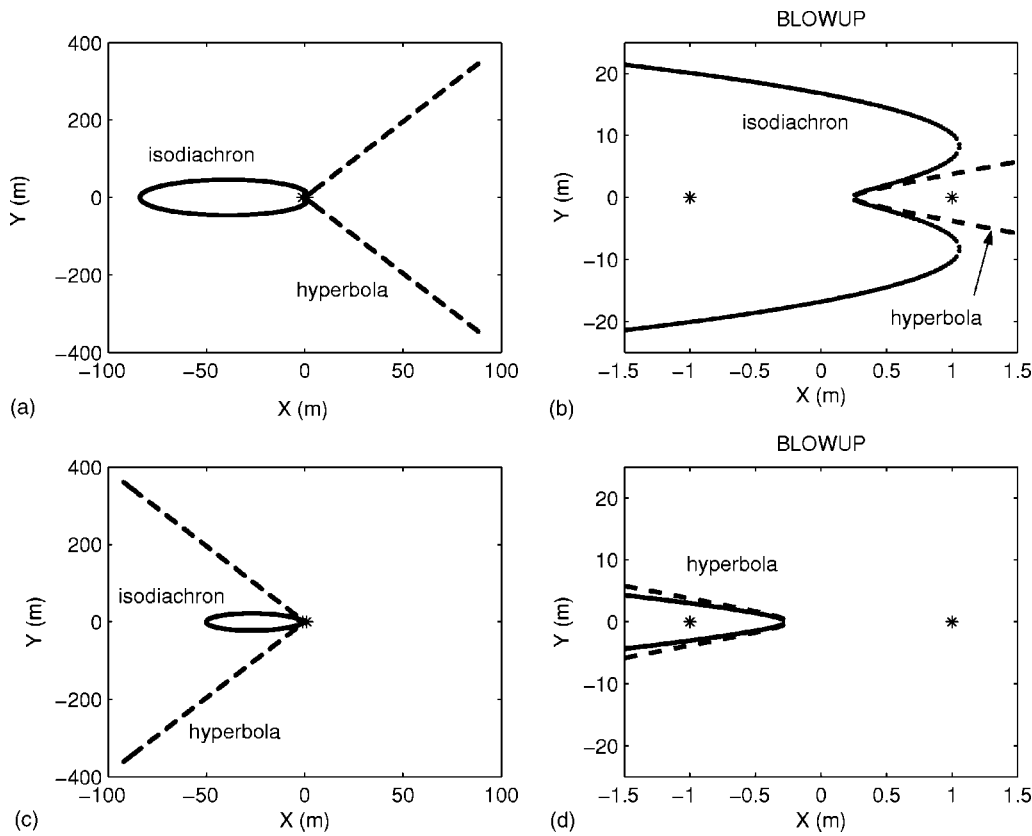 400
200
0
−200
−400
−100
−50
0
50
100
Y (m)
X (m)
isodiachron
hyperbola
(a)
BLOWUP
20
10
0
−10
−20
−1.5
−1
−0.5
0
0.5
1
1.5
Y (m)
X (m)
isodiachron
hyperbola
(b)
400
200
0
−200
−400
−100
−50
0
50
100
Y (m)
X (m)
isodiachron
hyperbola
(c)
BLOWUP
20
10
0
−10
−20
−1.5
−1
−0.5
0
0.5
1
1.5
Y (m)
X (m)
hyperbola
(d)